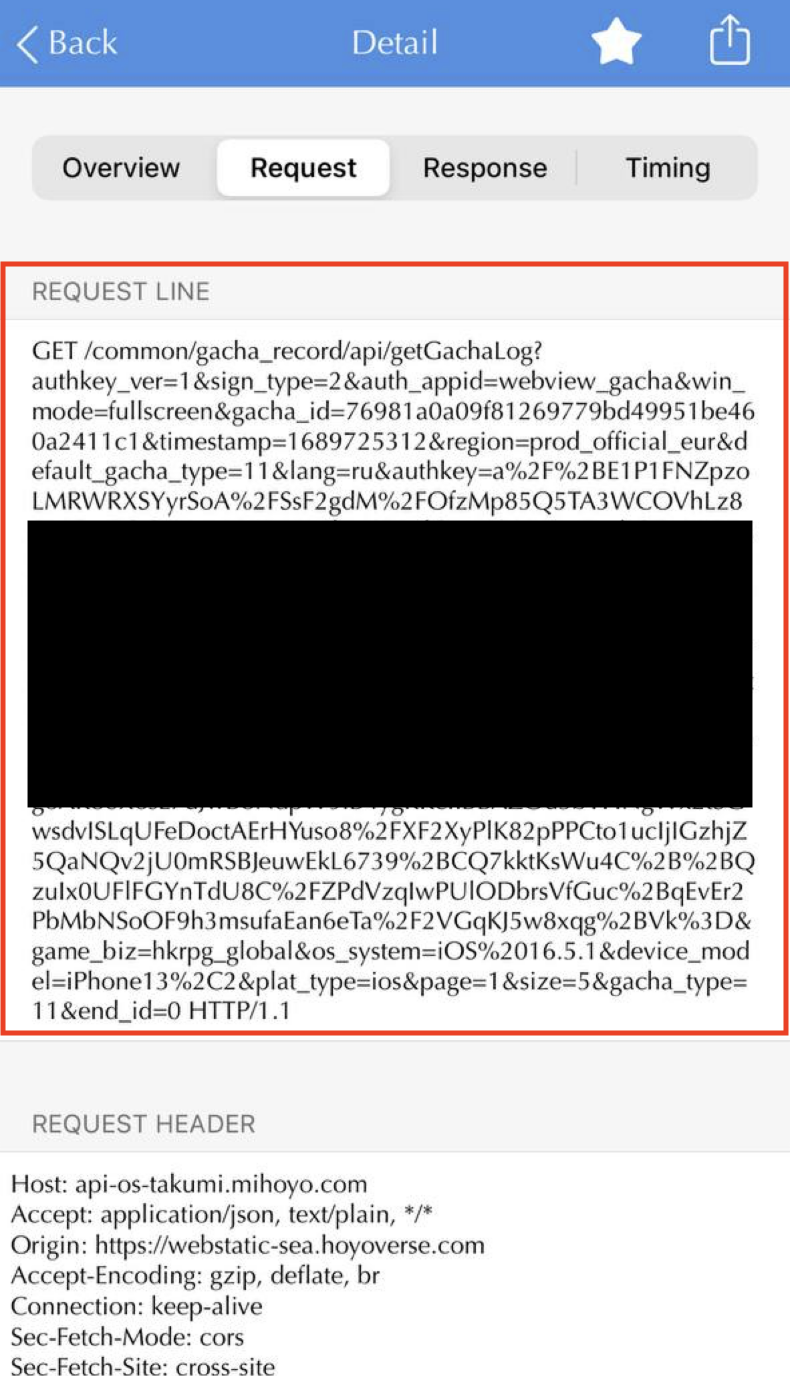 Back
Detail
Overview
Request
Response
Timing
REQUEST LINE
GET /common/gacha_record/api/getGachaLog?
authkey_ver=1&sign_type=2&auth_appid=webview_gacha&win_
mode=fullscreen&gacha_id=76981a0a09f81269779bd49951be46
0a2411c1&timestamp=1689725312&region=prod_official_eur&d
efault_gacha_type=11&lang=ru&authkey=a%2F%2BE1P1FNZpzo
LMRWRXSYyrSoA%2FSsF2gdM%2FOfzMp85Q5TA3WCOVhLz8
wsdvISLqUFeDoctAErHYuso8%2FXF2XyPlK82pPPCto1ucIjIGzhjZ
5QaNQv2jU0mRSBJeuwEkL6739%2BCQ7kktKsWu4C%2B%2BQ
zuIx0UFlFGYnTdU8C%2FZPdVzqIwPUlODbrsVfGuc%2BqEvEr2
PbMbNSoOF9h3msufaEan6eTa%2F2VGqKJ5w8xqg%2BVk%3D&
game_biz=hkrpg_global&os_system=iOS%2016.5.1&device_mod
el=iPhone13%2C2&plat_type=ios&page=1&size=5&gacha_type=
11&end_id=0 HTTP/1.1
REQUEST HEADER
Host: api-os-takumi.mihoyo.com
Accept: application/json, text/plain, */*
Origin: https://webstatic-sea.hoyoverse.com
Accept-Encoding: gzip, deflate, br
Connection: keep-alive
Sec-Fetch-Mode: cors
Sec-Fetch-Site: cross-site